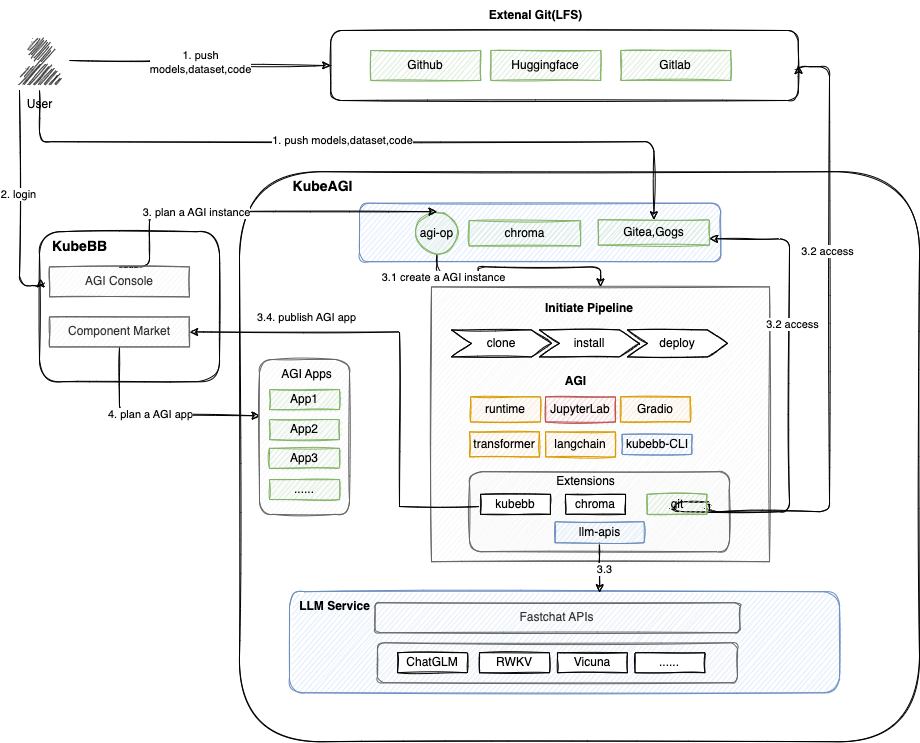 Extenal Git(LFS)
Github
Huggingface
Gitlab
User
1. push
models,dataset,code
1. push models,dataset,code
2. login
KubeAGI
3. plan a AGI instance
agi-op
chroma
Gitea,Gogs
KubeBB
AGI Console
Component Market
3.1 create a AGI instance
3.2 access
3.2 access
Initiate Pipeline
clone
install
deploy
3.4. publish AGI app
AGI
runtime
JupyterLab
Gradio
transformer
langchain
kubebb-CLI
AGI Apps
App1
App2
App3
......
4. plan a AGI app
Extensions
kubebb
chroma
git
llm-apis
3.3
LLM Service
Fastchat APIs
ChatGLM
RWKV
Vicuna
......